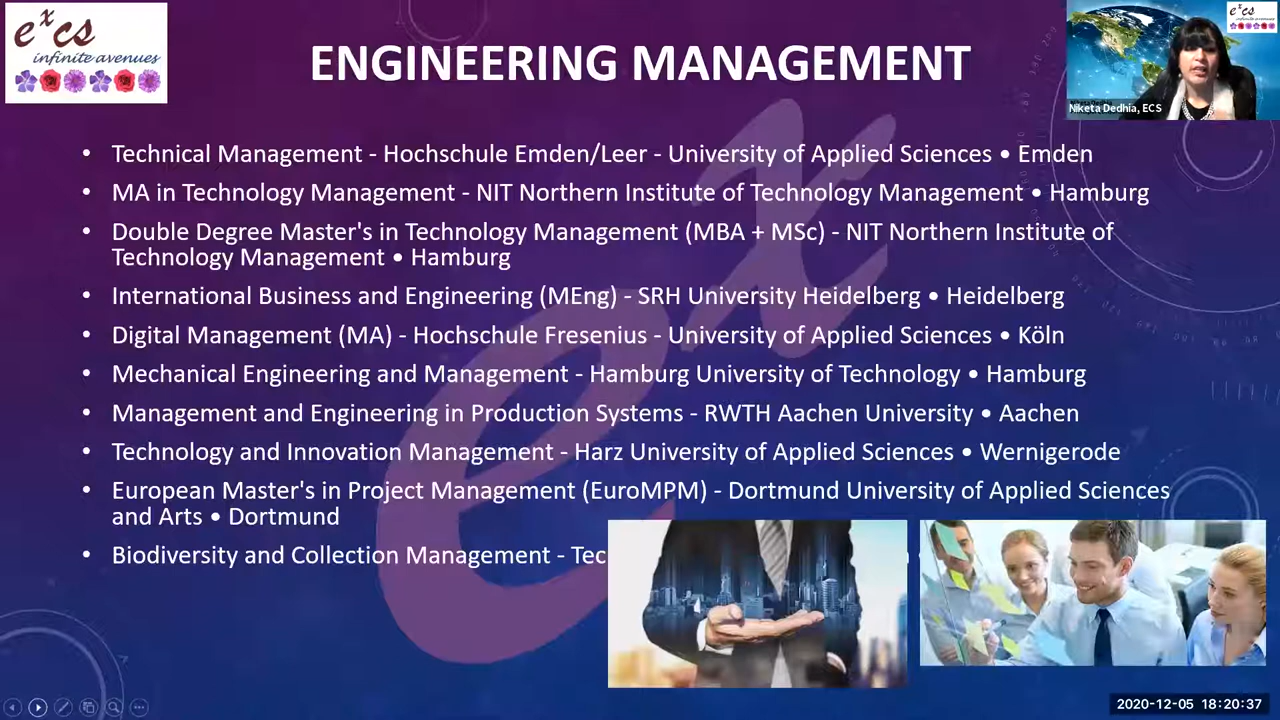 e^x cs
infinite avenues
ENGINEERING MANAGEMENT
Niketa Dedhia, ECS
• Technical Management - Hochschule Emden/Leer - University of Applied Sciences • Emden
• MA in Technology Management - NIT Northern Institute of Technology Management • Hamburg
• Double Degree Master's in Technology Management (MBA + MSc) - NIT Northern Institute of
Technology Management • Hamburg
• International Business and Engineering (MEng) - SRH University Heidelberg • Heidelberg
• Digital Management (MA) - Hochschule Fresenius - University of Applied Sciences • Köln
• Mechanical Engineering and Management - Hamburg University of Technology • Hamburg
• Management and Engineering in Production Systems - RWTH Aachen University • Aachen
• Technology and Innovation Management - Harz University of Applied Sciences • Wernigerode
• European Master's in Project Management (EuroMPM) - Dortmund University of Applied Sciences
and Arts • Dortmund
• Biodiversity and Collection Management - Tec
2020-12-05 18:20:37